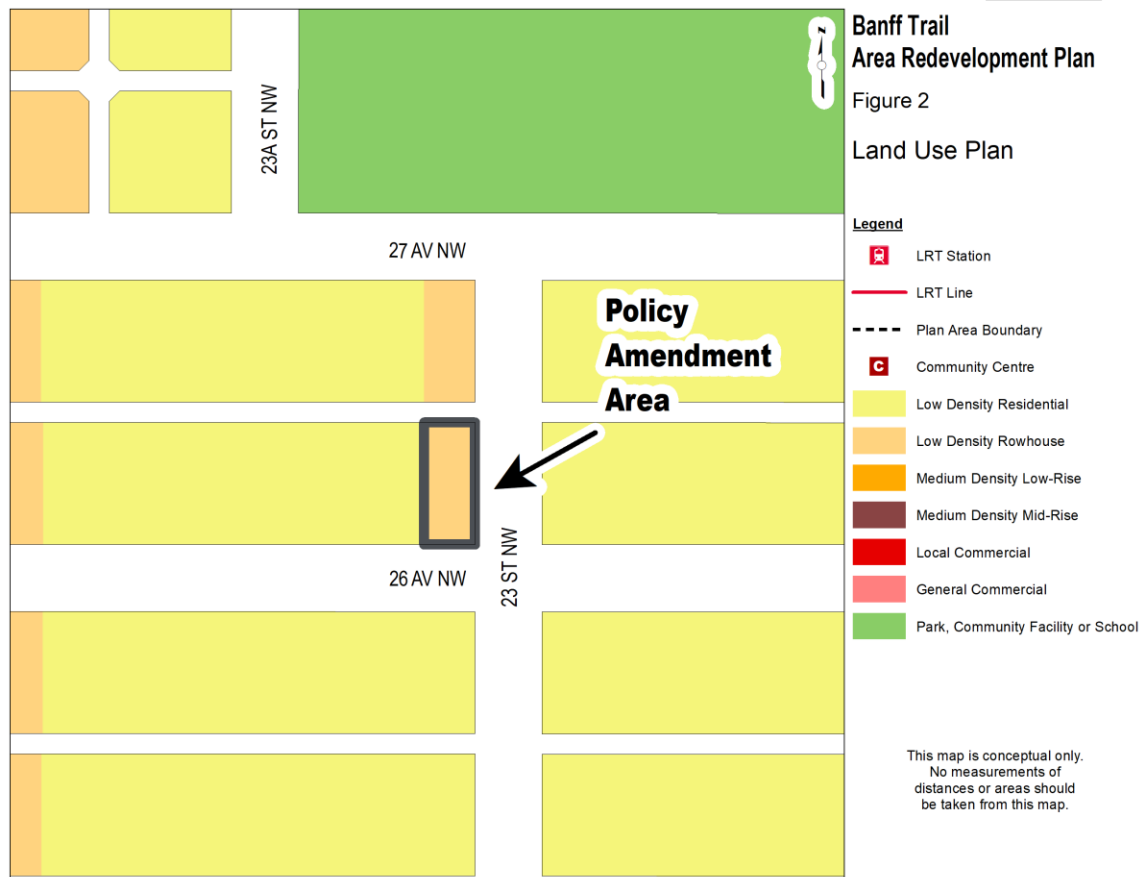 Banff Trail
Area Redevelopment Plan
Figure 2
Land Use Plan
N
23A ST NW
27 AV NW
Policy
Amendment
Area
26 AV NW
23 ST NW
Legend
LRT Station
LRT Line
Plan Area Boundary
C
Community Centre
Low Density Residential
Low Density Rowhouse
Medium Density Low-Rise
Medium Density Mid-Rise
Local Commercial
General Commercial
Park, Community Facility or School
This map is conceptual only.
No measurements of
distances or areas should
be taken from this map.